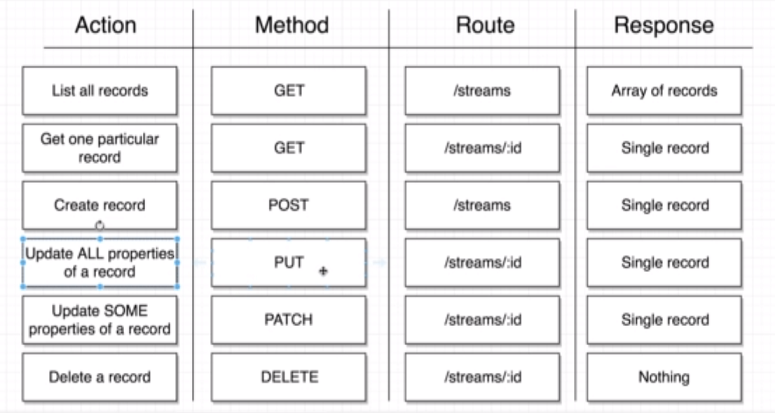 Action Method Route Response
List all records GET /streams Array of records
Get one particular
record GET /streams/:id Single record
Create record POST /streams Single record
Update ALL properties
of a record PUT /streams/:id Single record
Update SOME
properties of a record PATCH /streams/:id Single record
Delete a record DELETE /streams/:id Nothing